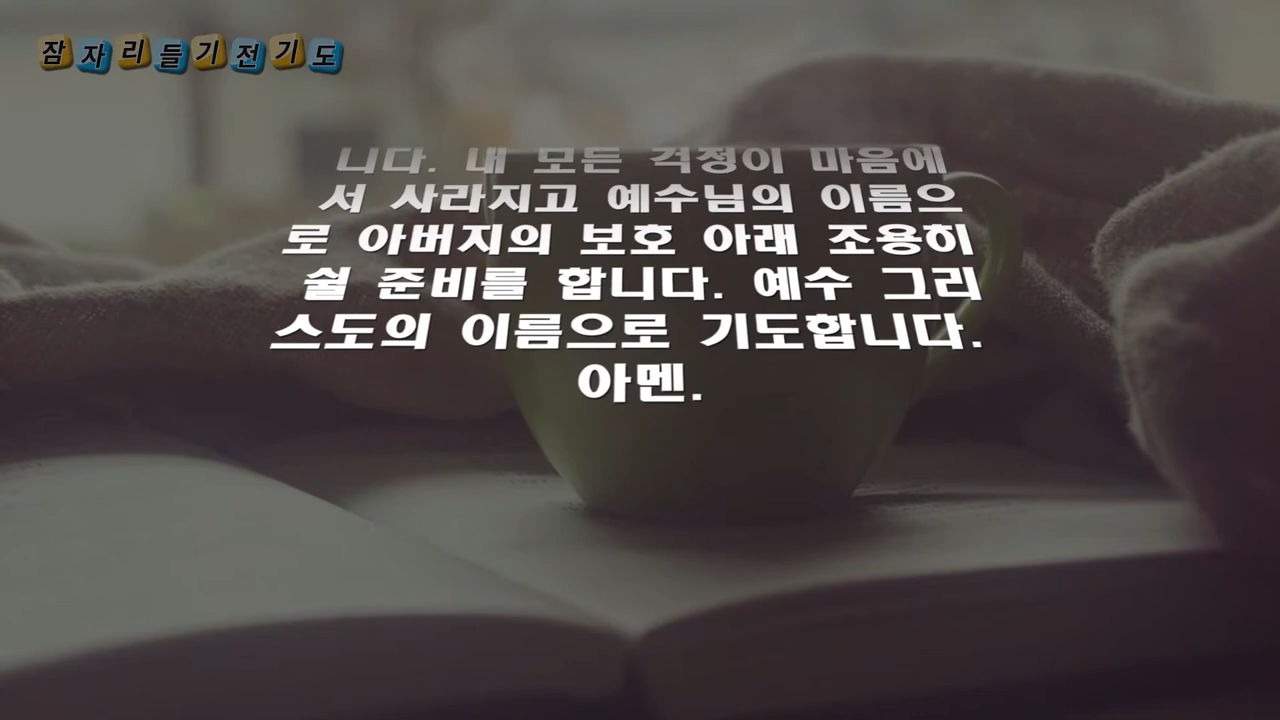 잠자리들기전기도
니다. 내 모든 걱정이 마음에
서 사라지고 예수님의 이름으
로 아버지의 보호 아래 조용히
쉴 준비를 합니다. 예수 그리
스도의 이름으로 기도합니다.
아멘.